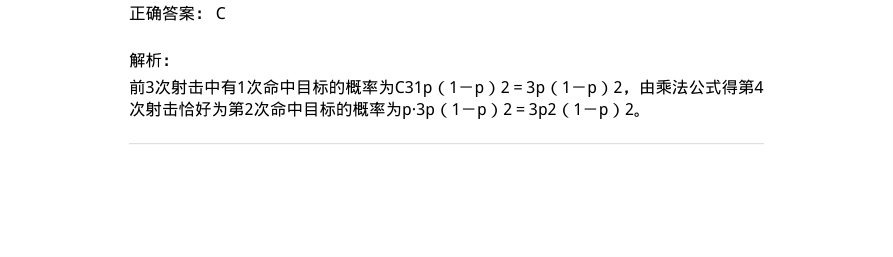 正确答案： C
解析：
前3次射击中有1次命中目标的概率为C31p（1－p）2＝3p（1－p）2，由乘法公式得第4
次射击恰好为第2次命中目标的概率为p·3p（1－p）2＝3p2（1－p）2。